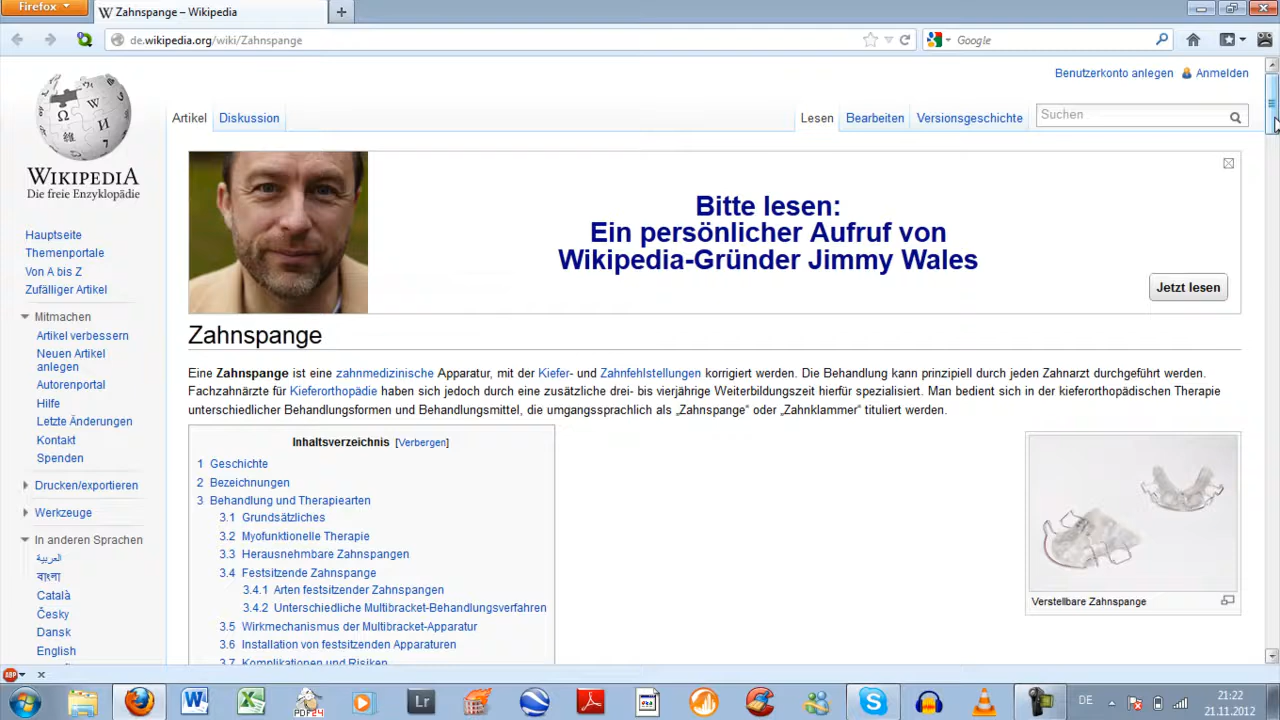 Firefox
Zahnspange – Wikipedia
de.wikipedia.org/wiki/Zahnspange
Google
Benutzerkonto anlegen
Anmelden
Artikel
Diskussion
Lesen
Bearbeiten
Versionsgeschichte
Suchen
WIKIPEDIA
Die freie Enzyklopädie
Bitte lesen:
Ein persönlicher Aufruf von
Wikipedia-Gründer Jimmy Wales
Jetzt lesen
Hauptseite
Themenportale
Von A bis Z
Zufälliger Artikel
Mitmachen
Artikel verbessern
Neuen Artikel
anlegen
Autorenportal
Hilfe
Letzte Änderungen
Kontakt
Spenden
Drucken/exportieren
Werkzeuge
In anderen Sprachen
العربية
বাংলা
Català
Česky
Dansk
English
Zahnspange
Eine Zahnspange ist eine zahnmedizinische Apparatur, mit der Kiefer- und Zahnfehlstellungen korrigiert werden. Die Behandlung kann prinzipiell durch jeden Zahnarzt durchgeführt werden.
Fachzahnärzte für Kieferorthopädie haben sich jedoch durch eine zusätzliche drei- bis vierjährige Weiterbildungszeit hierfür spezialisiert. Man bedient sich in der kieferorthopädischen Therapie
unterschiedlicher Behandlungsformen und Behandlungsmittel, die umgangssprachlich als „Zahnspange“ oder „Zahnklammer“ tituliert werden.
Inhaltsverzeichnis [Verbergen]
1 Geschichte
2 Bezeichnungen
3 Behandlung und Therapiearten
3.1 Grundsätzliches
3.2 Myofunktionelle Therapie
3.3 Herausnehmbare Zahnspangen
3.4 Festsitzende Zahnspange
3.4.1 Arten festsitzender Zahnspangen
3.4.2 Unterschiedliche Multibracket-Behandlungsverfahren
3.5 Wirkmechanismus der Multibracket-Apparatur
3.6 Installation von festsitzenden Apparaturen
3.7 Komplikationen und Risiken
Verstellbare Zahnspange
ABP
PDF24
Lr
DE
21:22
21.11.2012